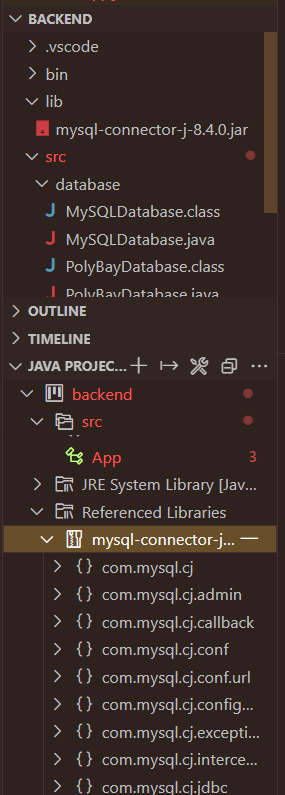 BACKEND
.vscode
bin
lib
mysql-connector-j-8.4.0.jar
src
database
J MySQLDatabase.class
J MySQLDatabase.java
J PolyBayDatabase.class
J PolyBayDatabase.java
OUTLINE
TIMELINE
JAVA PROJEC...
backend
src
App 3
JRE System Library [Jav...
Referenced Libraries
mysql-connector-j...
{} com.mysql.cj
{} com.mysql.cj.admin
{} com.mysql.cj.callback
{} com.mysql.cj.conf
{} com.mysql.cj.conf.url
{} com.mysql.cj.config...
{} com.mysql.cj.excepti...
{} com.mysql.cj.interce...
{} com.mysql.cj.jdbc